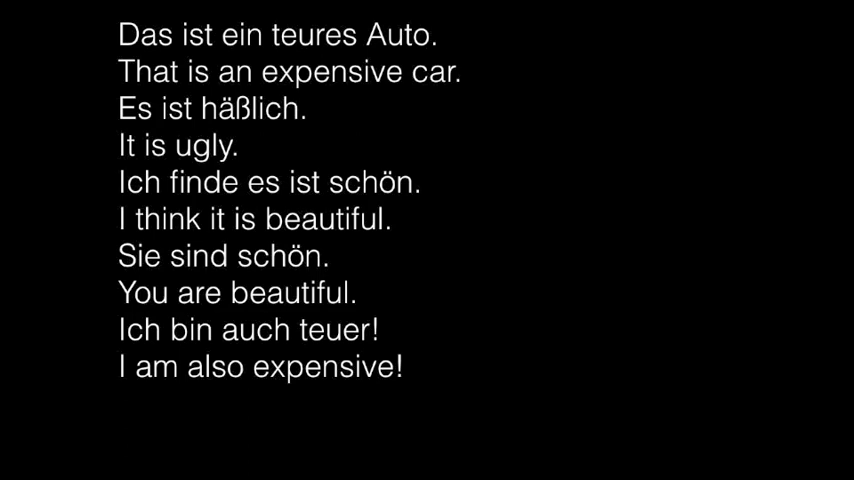 Das ist ein teures Auto.
That is an expensive car.
Es ist häßlich.
It is ugly.
Ich finde es ist schön.
I think it is beautiful.
Sie sind schön.
You are beautiful.
Ich bin auch teuer!
I am also expensive!